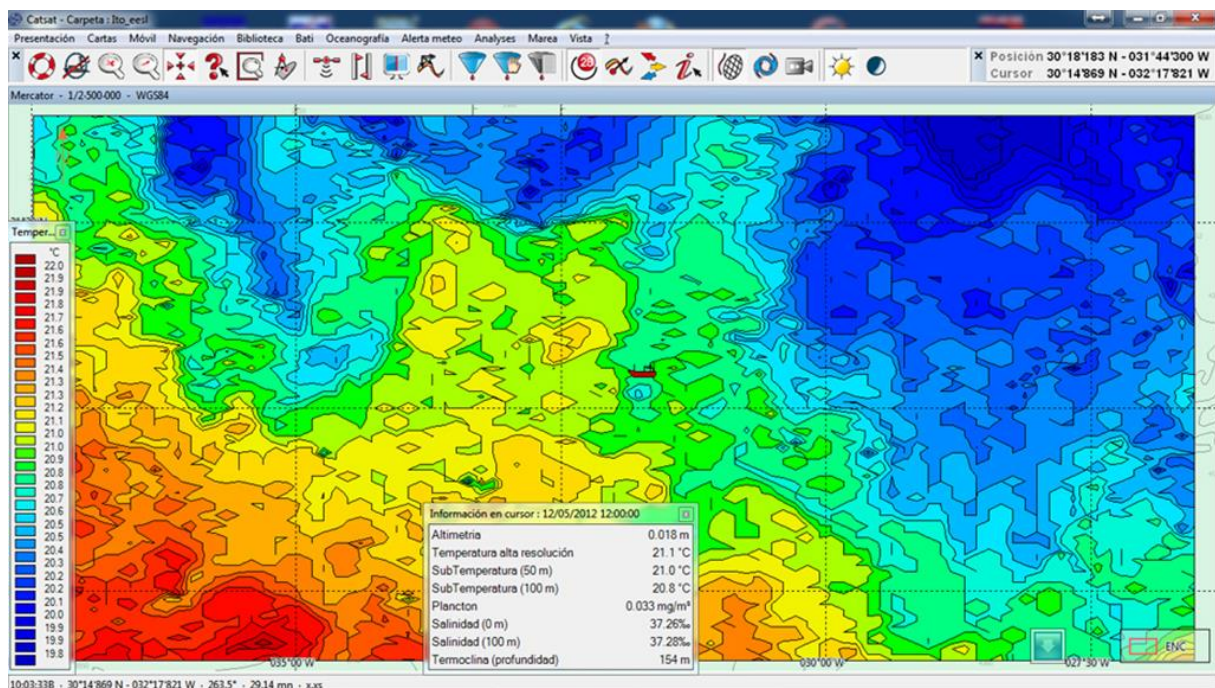 Catsat - Carpeta : Ito_eesl
Presentación Cartas Móvil Navegación Biblioteca Bati Oceanografía Alerta meteo Analyses Marea Vista ?
28
Posición 30°18'183 N - 031°44'300 W
Cursor 30°14'869 N - 032°17'821 W
Mercator - 1/2-500-000 - WGS84
Temper...
°C
22.0
21.9
21.9
21.8
21.7
21.6
21.6
21.5
21.4
21.3
21.3
21.2
21.1
21.0
21.0
20.9
20.8
20.8
20.7
20.6
20.5
20.5
20.4
20.3
20.2
20.2
20.1
20.0
19.9
19.9
19.8
Información en cursor : 12/05/2012 12:00:00
Altimetria 0.018 m
Temperatura alta resolución 21.1 °C
SubTemperatura (50 m) 21.0 °C
SubTemperatura (100 m) 20.8 °C
Plancton 0.033 mg/m³
Salinidad (0 m) 37.26‰
Salinidad (100 m) 37.28‰
Termoclina (profundidad) 154 m
ENC
035°00 W
030°00 W
027°30 W
10:03:33B - 30°14'869 N - 032°17'821 W - 263.5° - 29.14 mn - x.xs